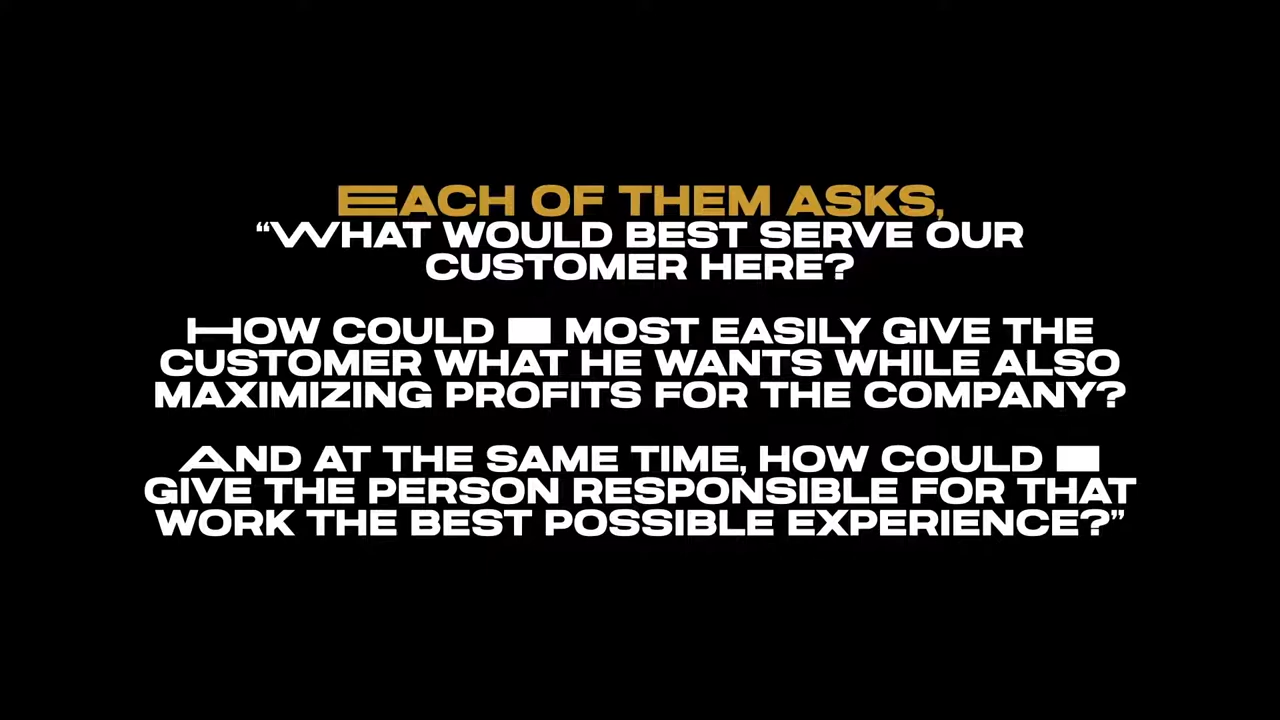 EACH OF THEM ASKS,
“WHAT WOULD BEST SERVE OUR
CUSTOMER HERE?
HOW COULD I MOST EASILY GIVE THE
CUSTOMER WHAT HE WANTS WHILE ALSO
MAXIMIZING PROFITS FOR THE COMPANY?
AND AT THE SAME TIME, HOW COULD I
GIVE THE PERSON RESPONSIBLE FOR THAT
WORK THE BEST POSSIBLE EXPERIENCE?”